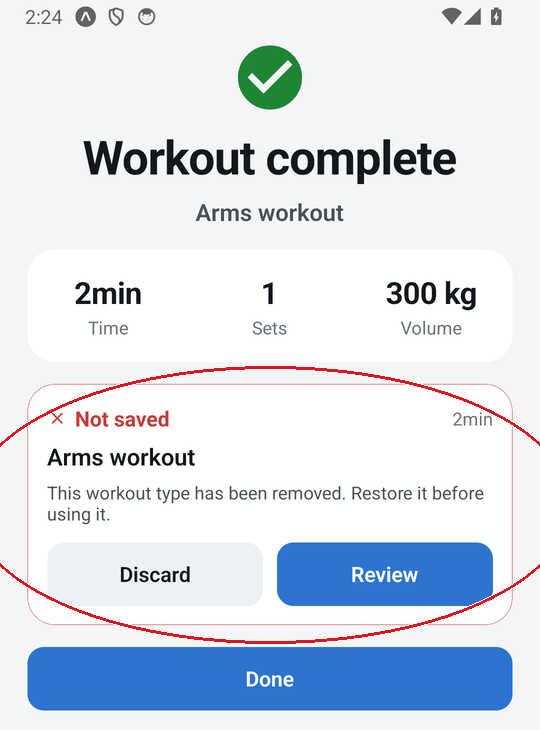 2:24
Workout complete
Arms workout
2min 1 300 kg
Time Sets Volume
Not saved 2min
Arms workout
This workout type has been removed. Restore it before
using it.
Discard Review
Done